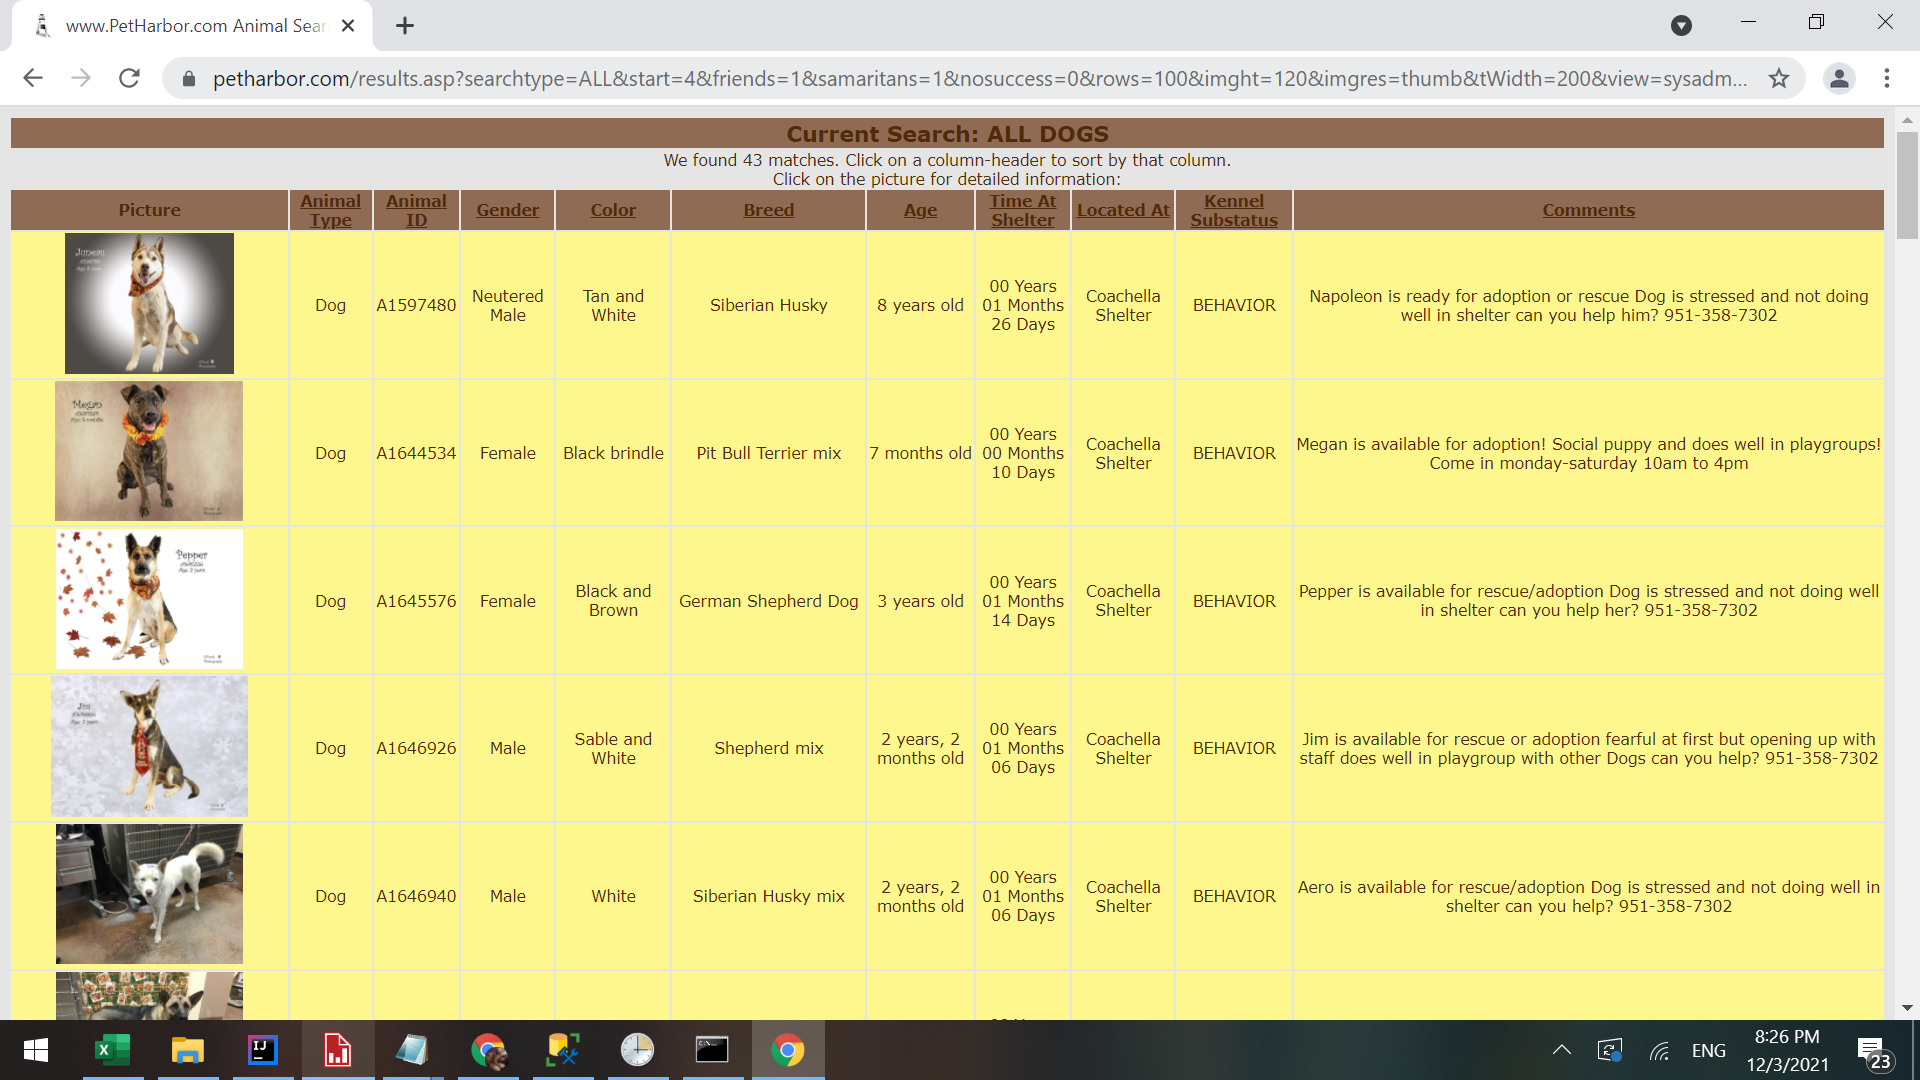 www.PetHarbor.com Animal Sear
petharbor.com/results.asp?searchtype=ALL&start=4&friends=1&samaritans=1&nosuccess=0&rows=100&imght=120&imgres=thumb&tWidth=200&view=sysadm...
Current Search: ALL DOGS
We found 43 matches. Click on a column-header to sort by that column.
Click on the picture for detailed information:
Picture
Animal
Type
Animal
ID
Gender
Color
Breed
Age
Time At
Shelter
Located At
Kennel
Substatus
Comments
Juneau
Dog
A1597480
Neutered
Male
Tan and
White
Siberian Husky
8 years old
00 Years
01 Months
26 Days
Coachella
Shelter
BEHAVIOR
Napoleon is ready for adoption or rescue Dog is stressed and not doing
well in shelter can you help him? 951-358-7302
Megan
Dog
A1644534
Female
Black brindle
Pit Bull Terrier mix
7 months old
00 Years
00 Months
10 Days
Coachella
Shelter
BEHAVIOR
Megan is available for adoption! Social puppy and does well in playgroups!
Come in monday-saturday 10am to 4pm
Pepper
Dog
A1645576
Female
Black and
Brown
German Shepherd Dog
3 years old
00 Years
01 Months
14 Days
Coachella
Shelter
BEHAVIOR
Pepper is available for rescue/adoption Dog is stressed and not doing well
in shelter can you help her? 951-358-7302
Jim
Dog
A1646926
Male
Sable and
White
Shepherd mix
2 years, 2
months old
00 Years
01 Months
06 Days
Coachella
Shelter
BEHAVIOR
Jim is available for rescue or adoption fearful at first but opening up with
staff does well in playgroup with other Dogs can you help? 951-358-7302
Dog
A1646940
Male
White
Siberian Husky mix
2 years, 2
months old
00 Years
01 Months
06 Days
Coachella
Shelter
BEHAVIOR
Aero is available for rescue/adoption Dog is stressed and not doing well in
shelter can you help? 951-358-7302
ENG
8:26 PM
12/3/2021
23